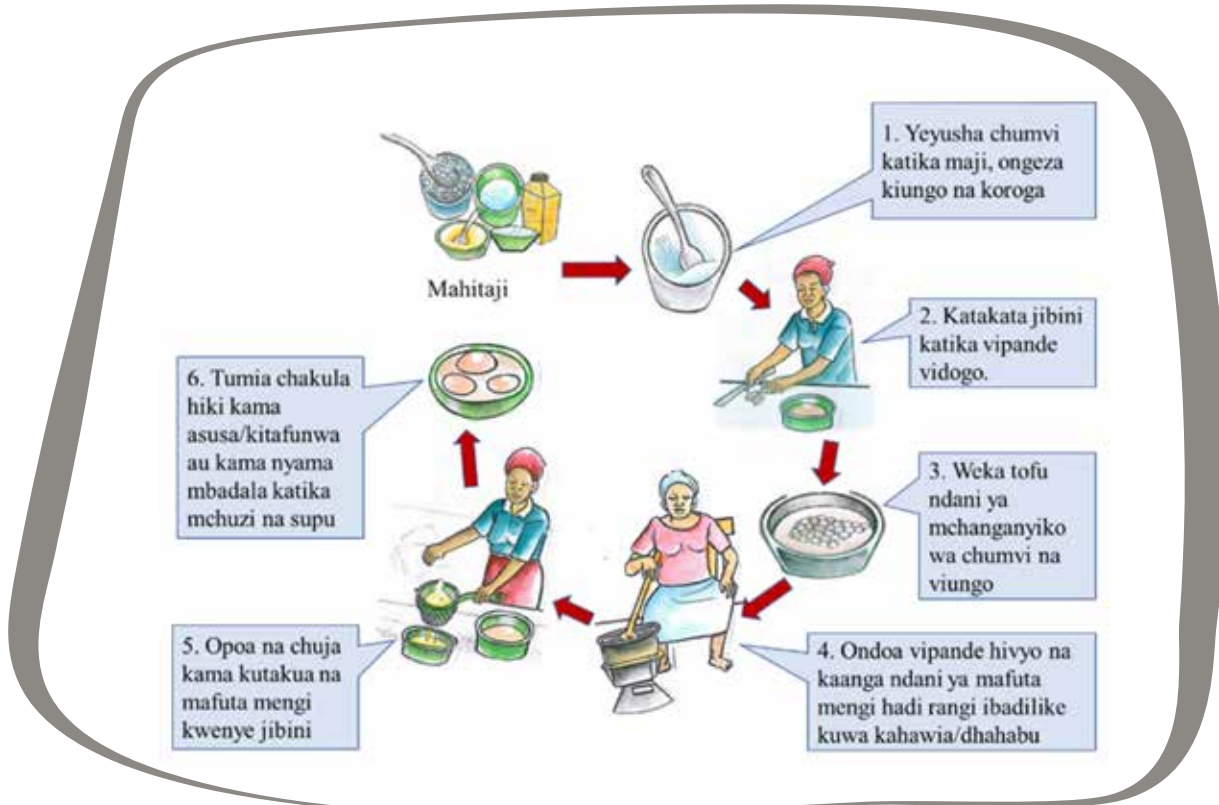 Mahitaji
1. Yeyusha chumvi
katika maji, ongeza
kiungo na koroga
2. Katakata jibini
katika vipande
vidogo.
3. Weka tofu
ndani ya
mchanganyiko
wa chumvi na
viungo
4. Ondoa vipande hivyo na
kaanga ndani ya mafuta
mengi hadi rangi ibadilike
kuwa kahawia/dhahabu
5. Opoa na chuja
kama kutakua na
mafuta mengi
kwenye jibini
6. Tumia chakula
hiki kama
asusa/kitafunwa
au kama nyama
mbadala katika
mchuzi na supu